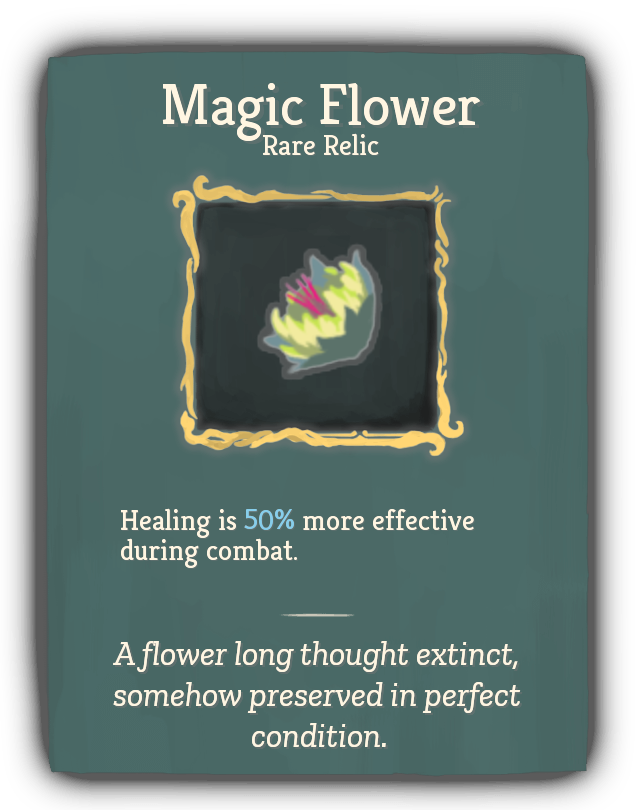 Magic Flower
Rare Relic
Healing is 50% more effective
during combat.
A flower long thought extinct,
somehow preserved in perfect
condition.